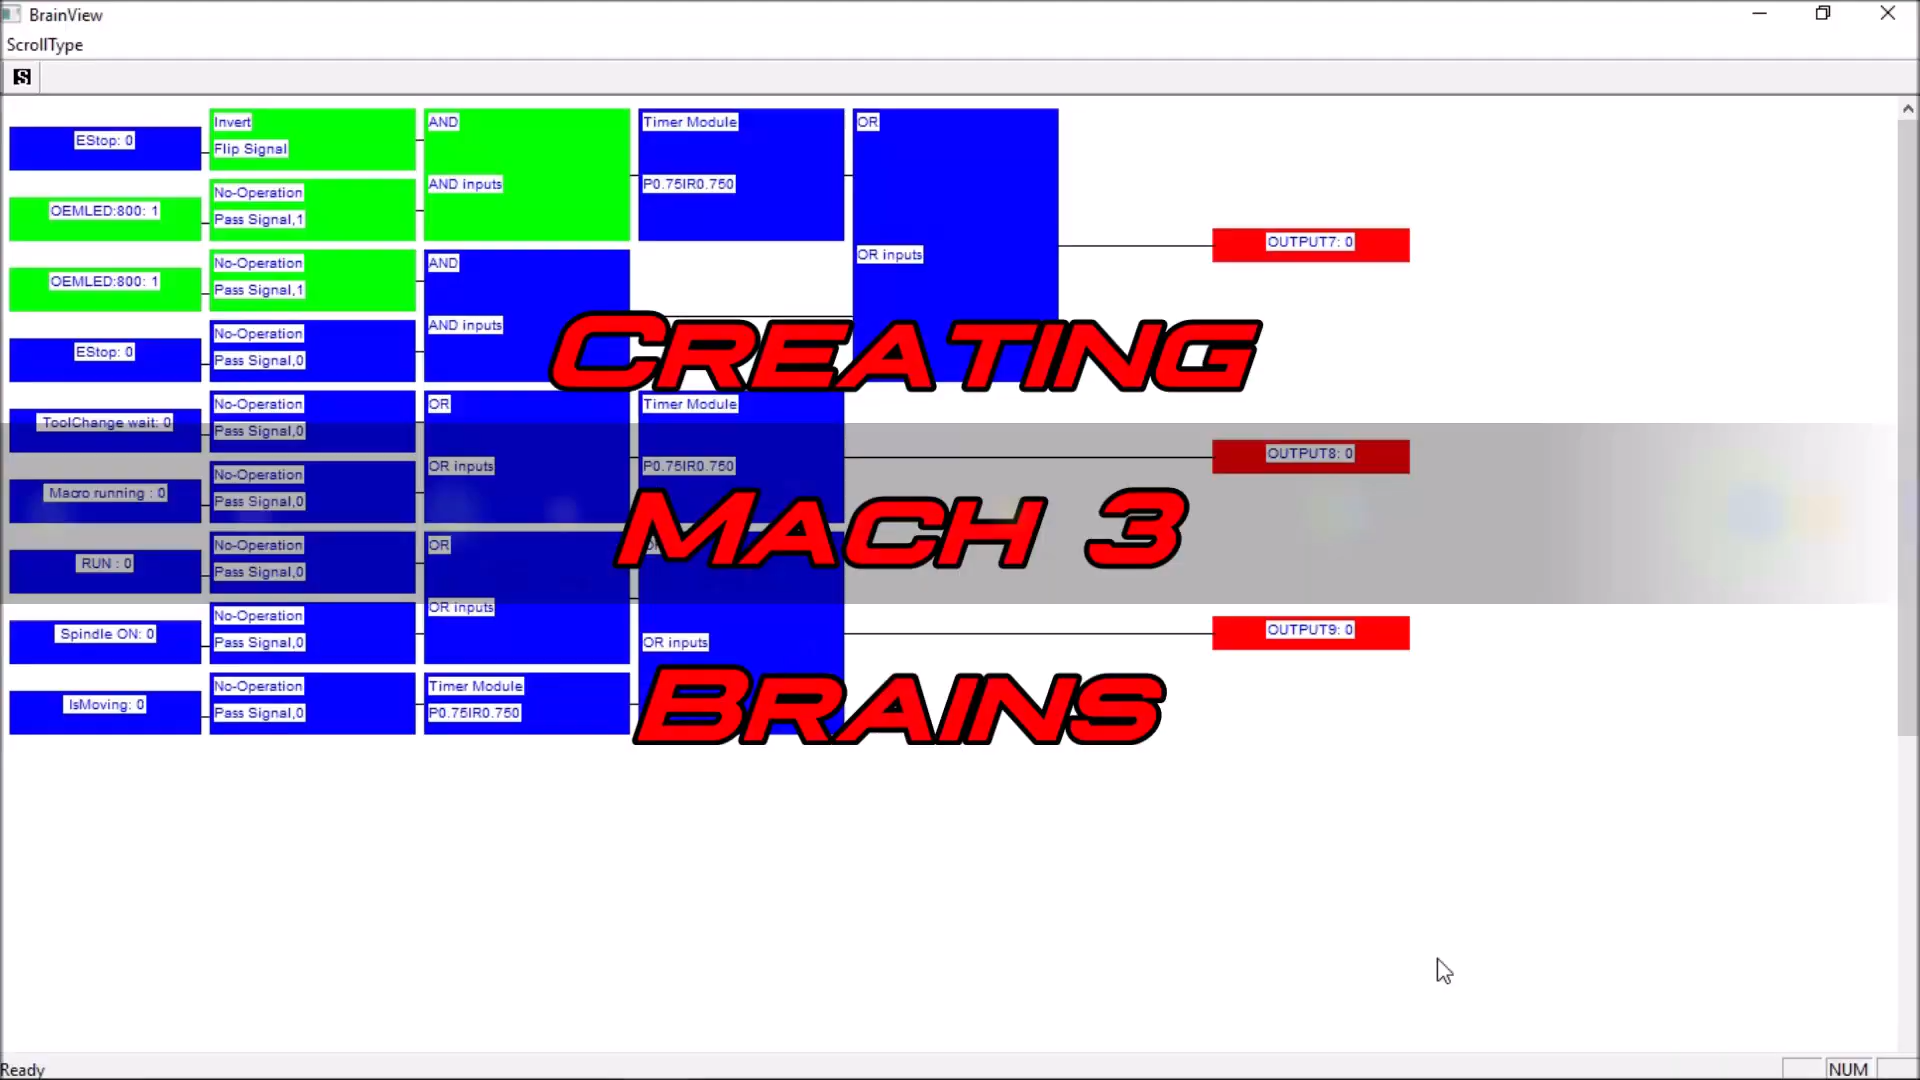 BrainView
ScrollType
S
Invert
Flip Signal
AND
AND inputs
Timer Module
P0.75IR0.750
OR
OR inputs
EStop: 0
OEMLED:800: 1
No-Operation
Pass Signal,1
OUTPUT7: 0
OEMLED:800: 1
No-Operation
Pass Signal,1
AND
AND inputs
EStop: 0
No-Operation
Pass Signal,0
Creating
ToolChange wait: 0
No-Operation
Pass Signal,0
OR
OR inputs
Timer Module
P0.75IR0.750
OUTPUT8: 0
Macro running : 0
No-Operation
Pass Signal,0
Mach 3
RUN : 0
No-Operation
Pass Signal,0
OR
OR inputs
OR inputs
OUTPUT9: 0
Spindle ON: 0
No-Operation
Pass Signal,0
IsMoving: 0
No-Operation
Pass Signal,0
Timer Module
P0.75IR0.750
Brains
Ready
NUM